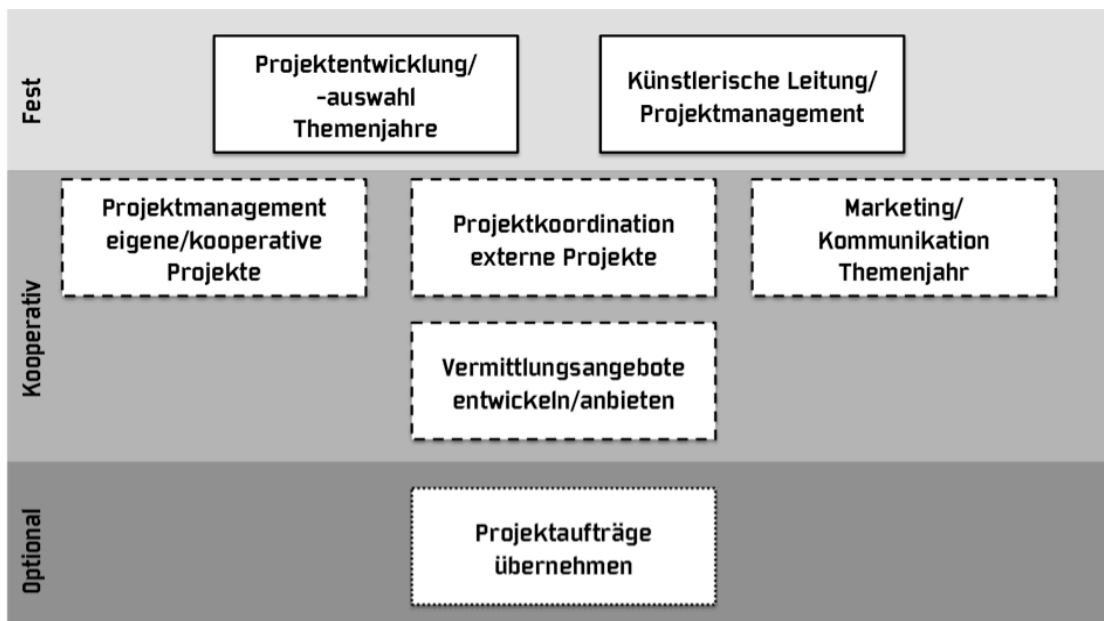 Fest
Projektentwicklung/
-auswahl
Themenjahre
Künstlerische Leitung/
Projektmanagement
Kooperativ
Projektmanagement
eigene/kooperative
Projekte
Projektkoordination
externe Projekte
Marketing/
Kommunikation
Themenjahr
Vermittlungsangebote
entwickeln/anbieten
Optional
Projektaufträge
übernehmen